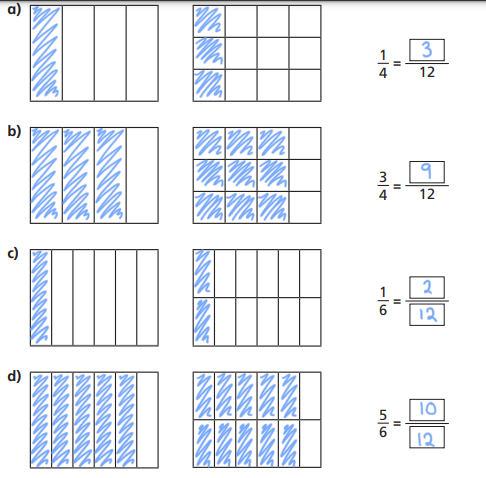 a)
1/4 = 3/12
b)
3/4 = 9/12
c)
1/6 = 2/12
d)
5/6 = 10/12